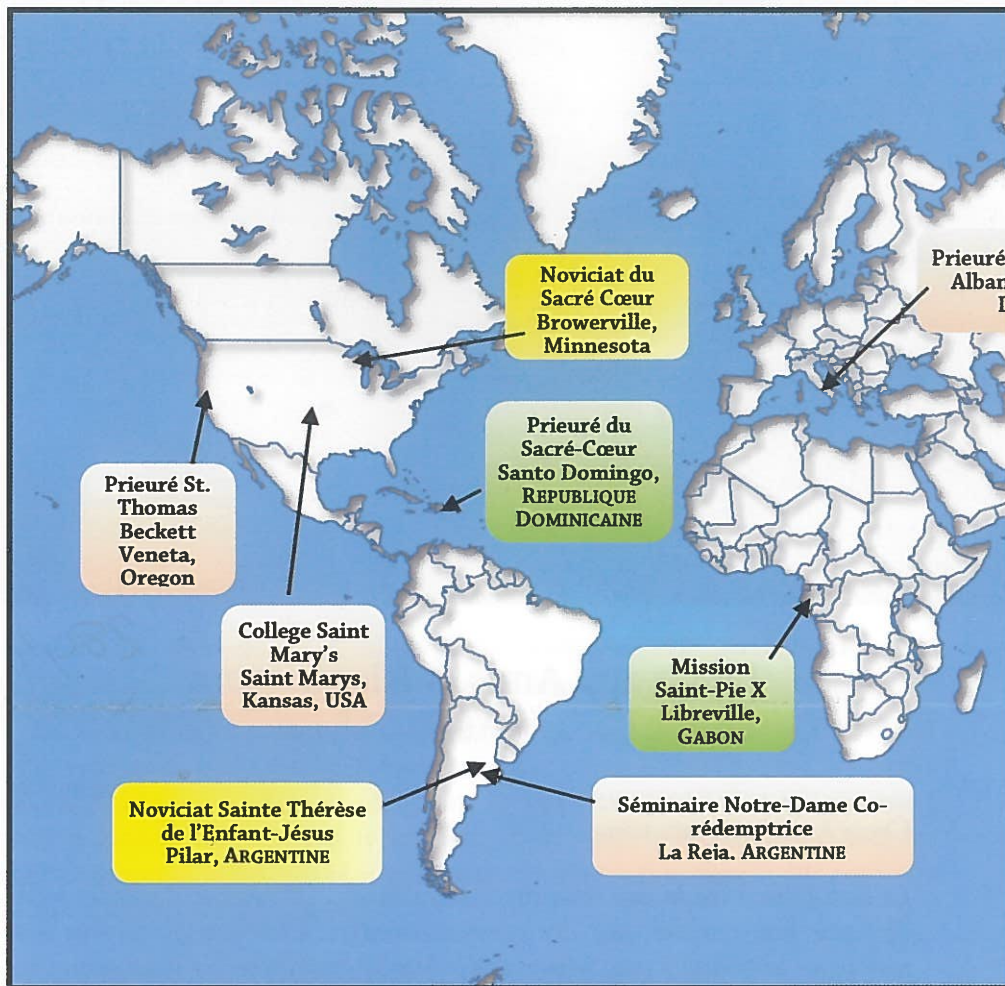 Noviciat du
Sacré Cœur
Browerville,
Minnesota
Prieuré
Alban
Prieuré du
Sacré-Cœur
Santo Domingo,
REPUBLIQUE
DOMINICAINE
Prieuré St.
Thomas
Beckett
Veneta,
Oregon
College Saint
Mary's
Saint Marys,
Kansas, USA
Mission
Saint-Pie X
Libreville,
GABON
Noviciat Sainte Thérèse
de l'Enfant-Jésus
Pilar, ARGENTINE
Séminaire Notre-Dame Co-
rédemptrice
La Reja. ARGENTINE